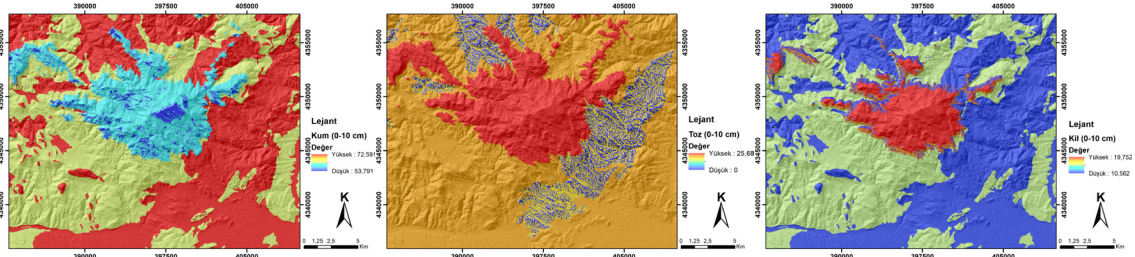 390000 397500 405000
4355000
4350000
4345000
4340000
390000 397500 405000
Lejant
Kum (0-10 cm)
Değer
Yüksek : 72,591
Düşük : 53,791
K
0 1,25 2,5 5
Km
390000 397500 405000
4355000
4350000
4345000
4340000
390000 397500 405000
Lejant
Toz (0-10 cm)
Değer
Yüksek : 25,68
Düşük : 0
K
0 1,25 2,5 5
Km
390000 397500 405000
4355000
4350000
4345000
4340000
390000 397500 405000
Lejant
Kil (0-10 cm)
Değer
Yüksek : 19,752
Düşük : 10,562
K
0 1,25 2,5 5
Km